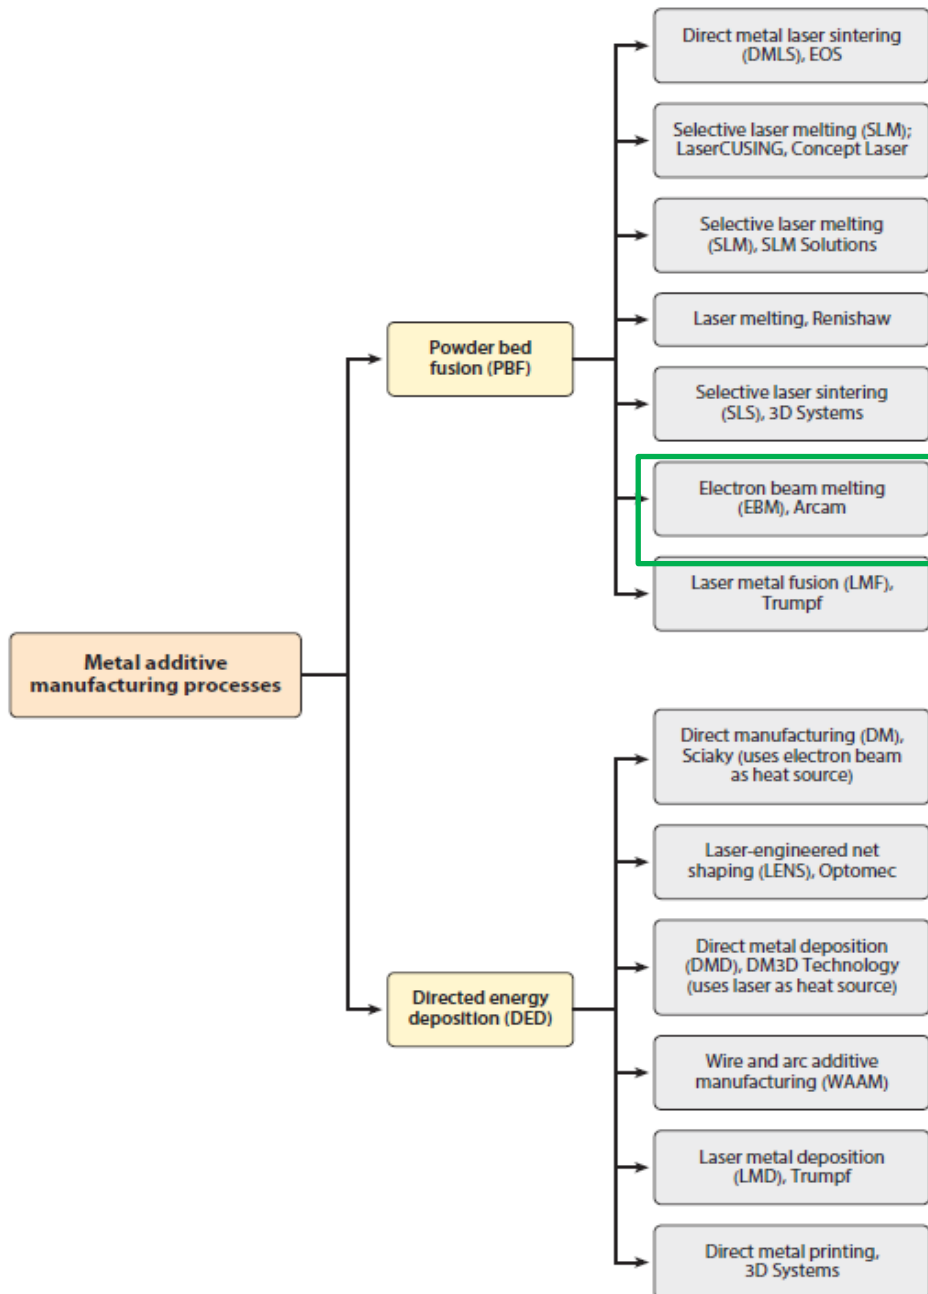 Direct metal laser sintering
(DMLS), EOS
Selective laser melting (SLM);
LaserCUSING, Concept Laser
Selective laser melting
(SLM), SLM Solutions
Laser melting, Renishaw
Powder bed
fusion (PBF)
Selective laser sintering
(SLS), 3D Systems
Electron beam melting
(EBM), Arcam
Laser metal fusion (LMF),
Trumpf
Metal additive
manufacturing processes
Direct manufacturing (DM),
Sciaky (uses electron beam
as heat source)
Laser-engineered net
shaping (LENS), Optomec
Direct metal deposition
(DMD), DM3D Technology
(uses laser as heat source)
Directed energy
deposition (DED)
Wire and arc additive
manufacturing (WAAM)
Laser metal deposition
(LMD), Trumpf
Direct metal printing,
3D Systems